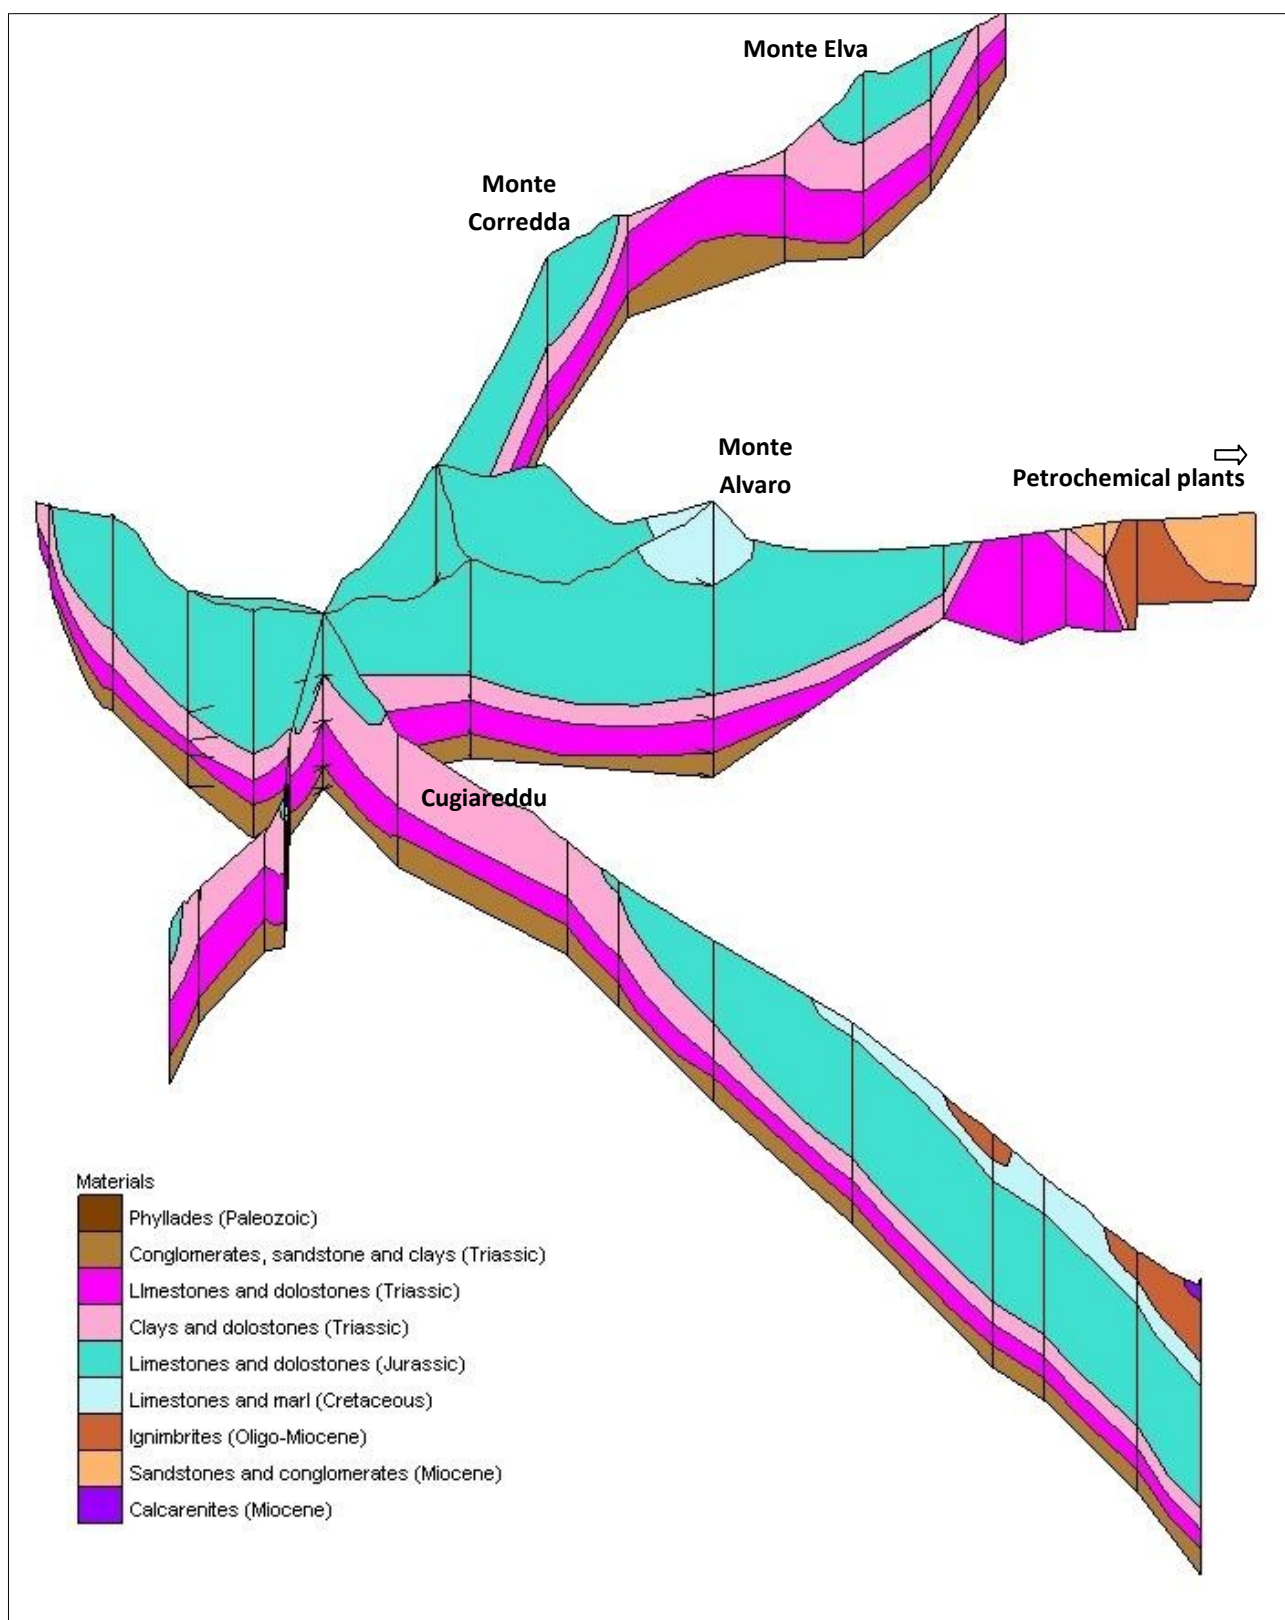 Monte Elva
Monte
Corredda
Monte
Alvaro
Petrochemical plants
Cugiareddu
Materials
Phyllades (Paleozoic)
Conglomerates, sandstone and clays (Triassic)
LImestones and dolostones (Triassic)
Clays and dolostones (Triassic)
Limestones and dolostones (Jurassic)
Limestones and marl (Cretaceous)
Ignimbrites (Oligo-Miocene)
Sandstones and conglomerates (Miocene)
Calcarenites (Miocene)